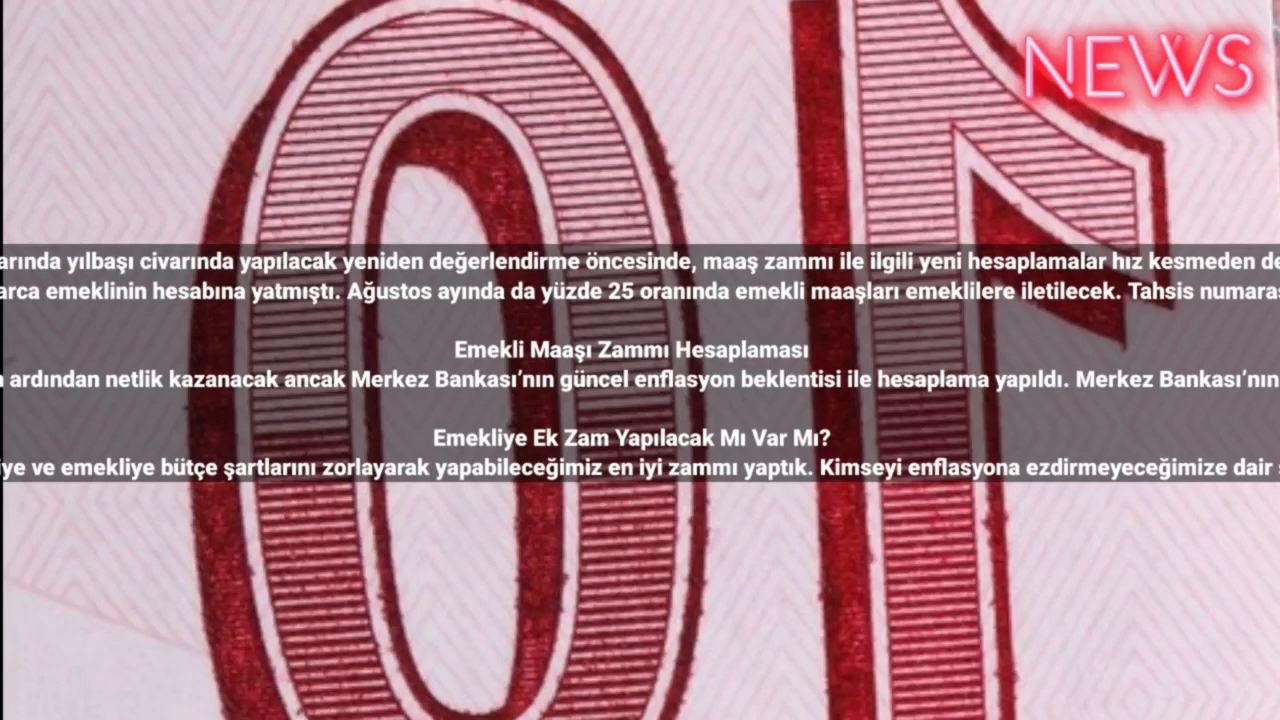 NEWS
arında yılbaşı civarında yapılacak yeniden değerlendirme öncesinde, maaş zammı ile ilgili yeni hesaplamalar hız kesmeden de
arca emeklinin hesabına yatmıştı. Ağustos ayında da yüzde 25 oranında emekli maaşları emeklilere iletilecek. Tahsis numaras
Emekli Maaşı Zammı Hesaplaması
ardından netlik kazanacak ancak Merkez Bankası’nın güncel enflasyon beklentisi ile hesaplama yapıldı. Merkez Bankası’nın
Emekliye Ek Zam Yapılacak Mı Var Mı?
iye ve emekliye bütçe şartlarını zorlayarak yapabileceğimiz en iyi zammı yaptık. Kimseyi enflasyona ezdirmeyeceğimize dair